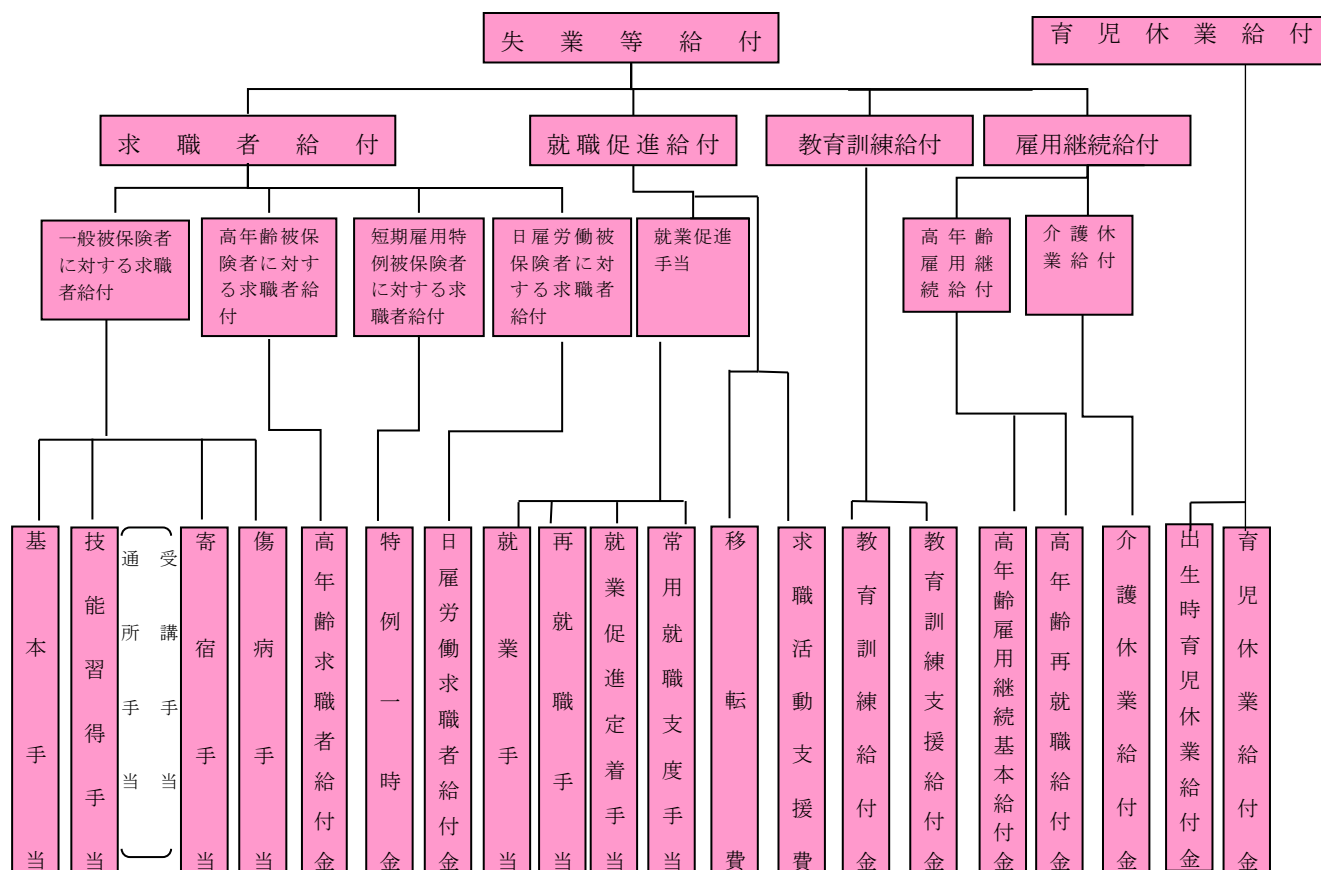 失業等給付
育児休業給付
求職者給付
就職促進給付
教育訓練給付
雇用継続給付
一般被保険者
に対する求職
者給付
高年齢被保
険者に対す
る求職者給
付
短期雇用特
例被保険者
に対する求
職者給付
日雇労働被
保険者に対
する求職者
給付
就業促進
手当
高年齢
雇用継
続給付
介護休
業給付
基本手当
技能習得手当
受講手当
通所手当
寄宿手当
傷病手当
高年齢求職者給付金
特例一時金
日雇労働求職者給付金
就業手当
再就職手当
就業促進定着手当
常用就職支度手当
移転費
求職活動支援費
教育訓練給付金
教育訓練支援給付金
高年齢雇用継続基本給付金
高年齢再就職給付金
介護休業給付金
出生時育児休業給付金
育児休業給付金